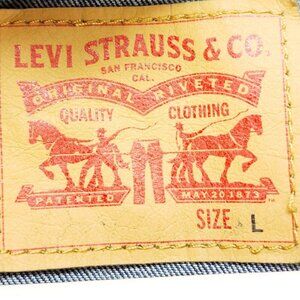 LEVI STRAUSS & CO.
SAN FRANCISCO
CAL.
ORIGINAL RIVETED
QUALITY CLOTHING
PATENTED MAY 20 1873
SIZE L